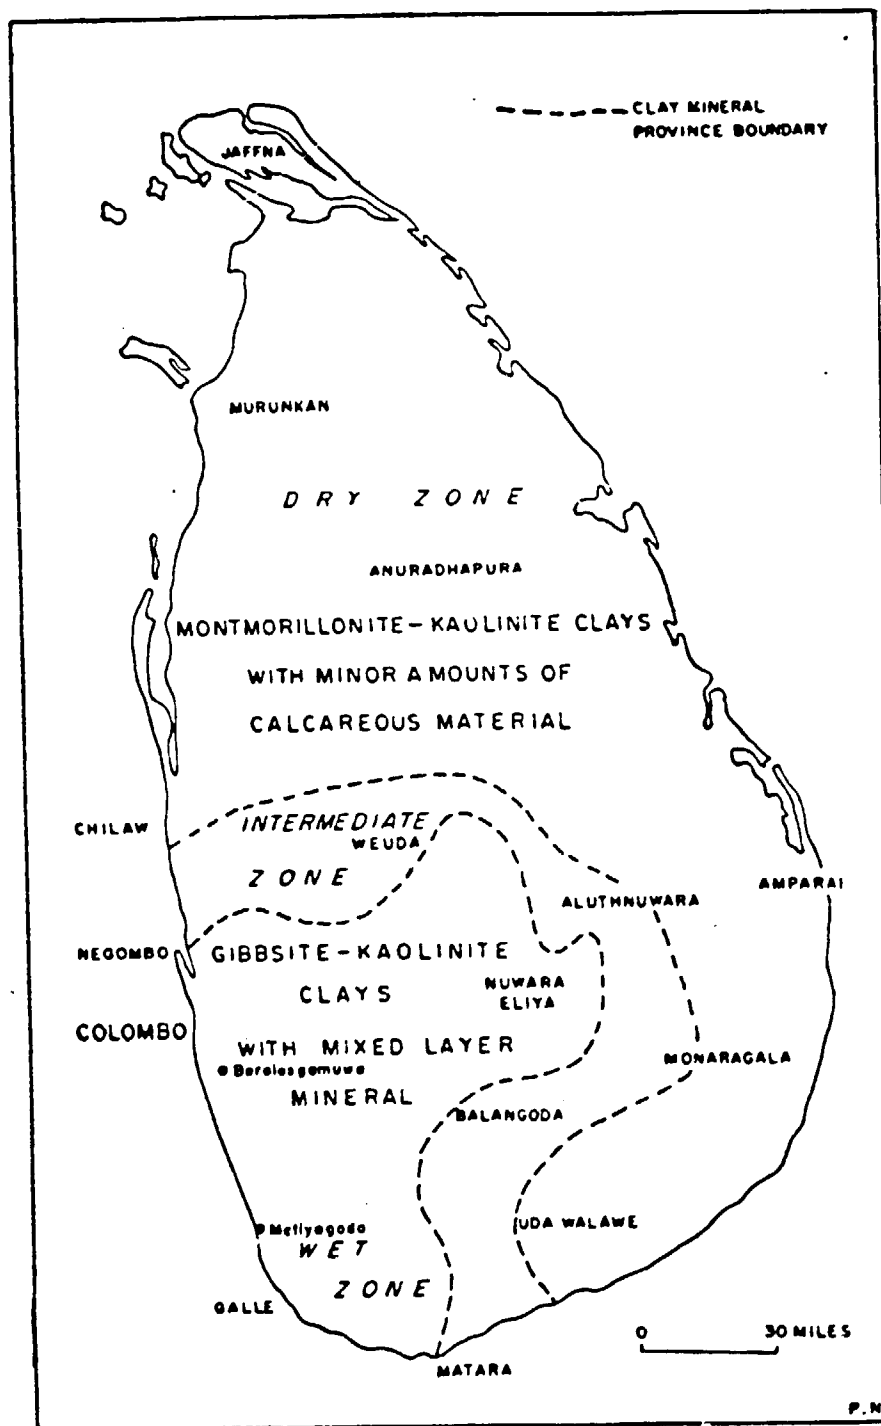 CLAY MINERAL
PROVINCE BOUNDARY
JAFFNA
MURUNKAN
DRY ZONE
ANURADHAPURA
MONTMORILLONITE-KAOLINITE CLAYS
WITH MINOR AMOUNTS OF
CALCAREOUS MATERIAL
CHILAW
INTERMEDIATE
WEUDA
ZONE
AMPARAI
ALUTHNUWARA
NEGOMBO
GIBBSITE-KAOLINITE
CLAYS
NUWARA
ELIYA
COLOMBO
WITH MIXED LAYER
MONARAGALA
Boralasgamuwa
MINERAL
BALANGODA
UDA WALAWE
Metiyagoda
WET
ZONE
GALLE
0 30 MILES
MATARA
P.N